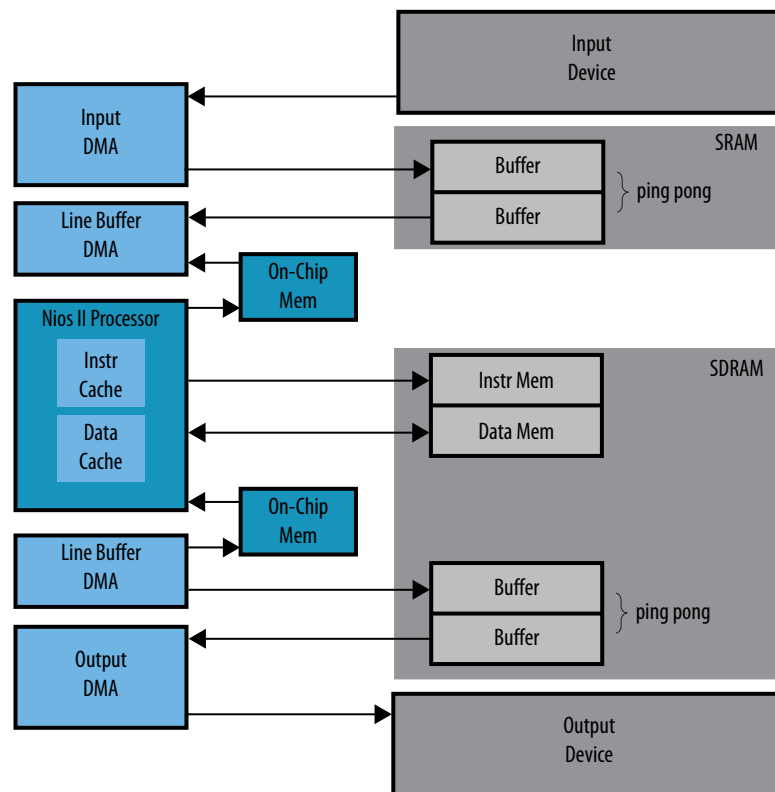 Input
Device
Input
DMA
SRAM
Buffer
ping pong
Buffer
Line Buffer
DMA
On-Chip
Mem
Nios II Processor
Instr
Cache
Data
Cache
SDRAM
Instr Mem
Data Mem
On-Chip
Mem
Line Buffer
DMA
Buffer
ping pong
Buffer
Output
DMA
Output
Device